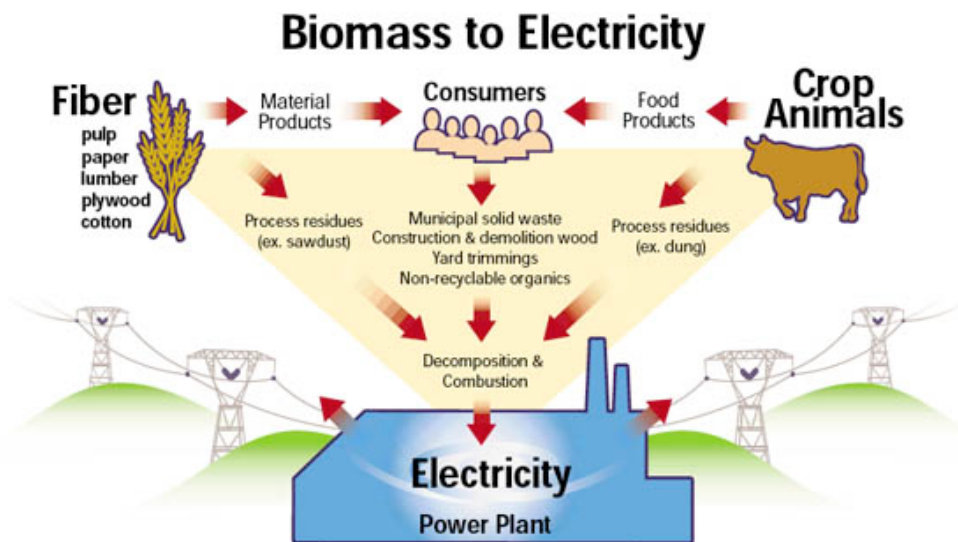 Biomass to Electricity
Fiber
pulp
paper
lumber
plywood
cotton
Material
Products
Consumers
Food
Products
Crop
Animals
Process residues
(ex. sawdust)
Municipal solid waste
Construction & demolition wood
Yard trimmings
Non-recyclable organics
Process residues
(ex. dung)
Decomposition &
Combustion
Electricity
Power Plant